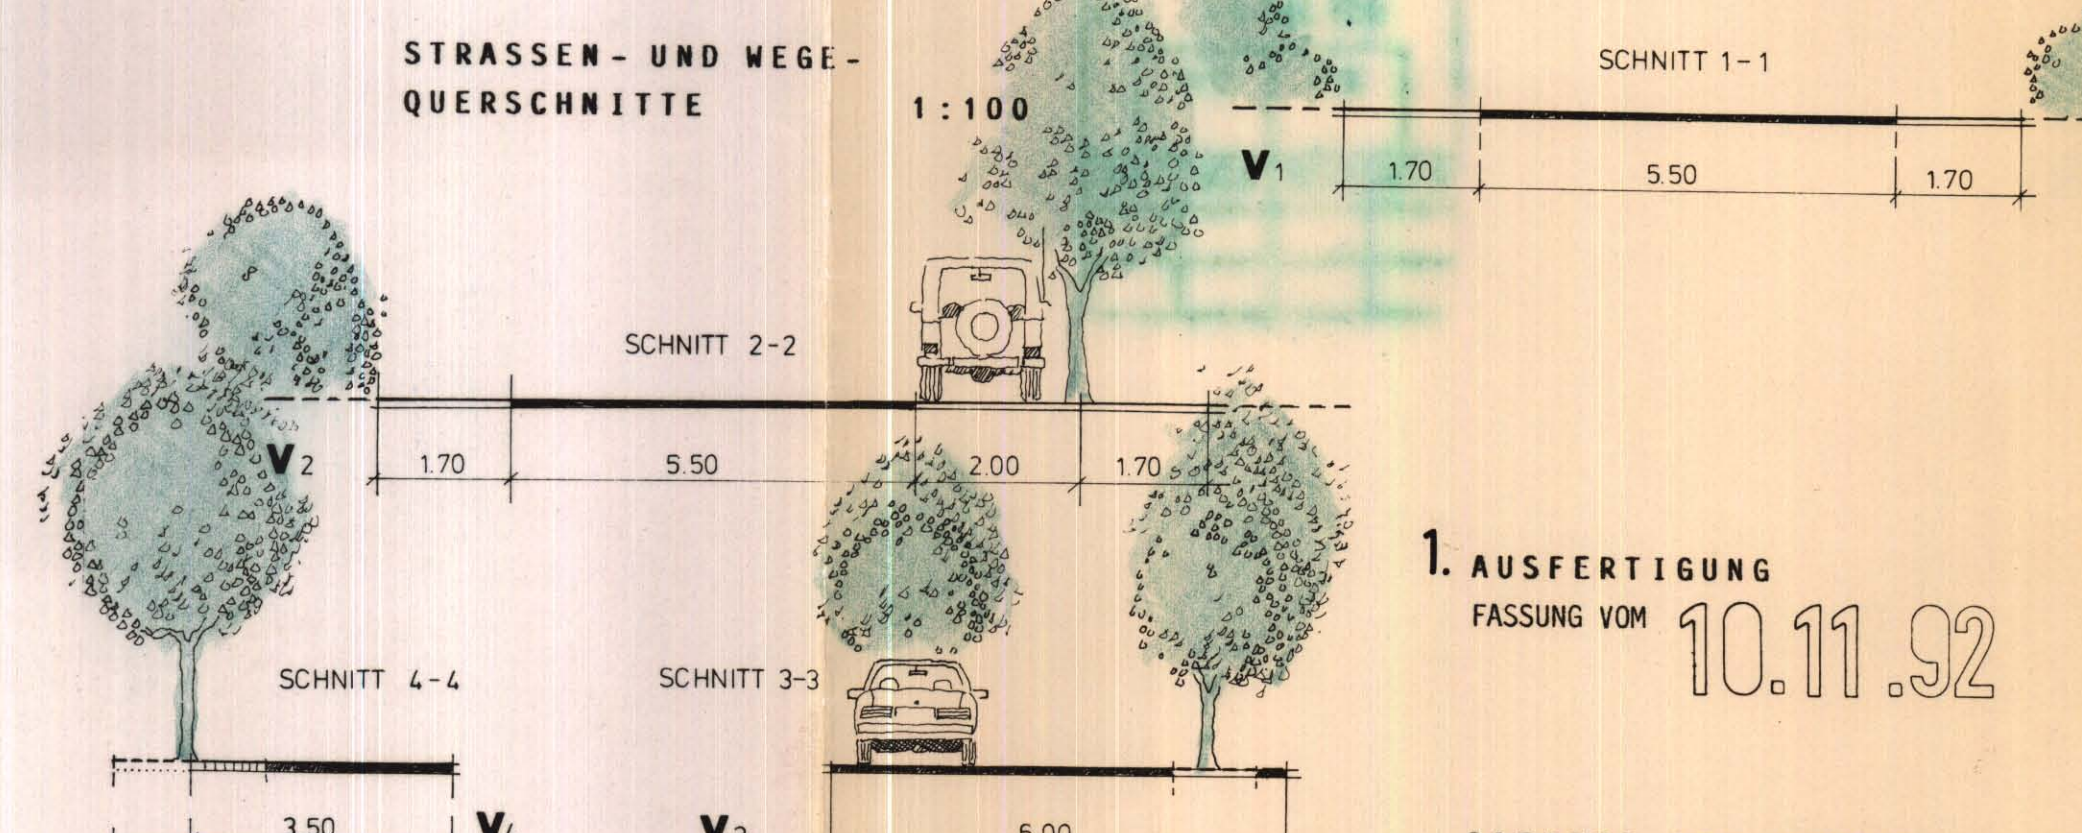 STRASSEN- UND WEGE-
QUERSCHNITTE
1:100
SCHNITT 1-1
V1
1.70 5.50 1.70
SCHNITT 2-2
V2
1.70 5.50 2.00 1.70
1. AUSFERTIGUNG
FASSUNG VOM 10.11.92
SCHNITT 4-4
SCHNITT 3-3
3.50
6.00